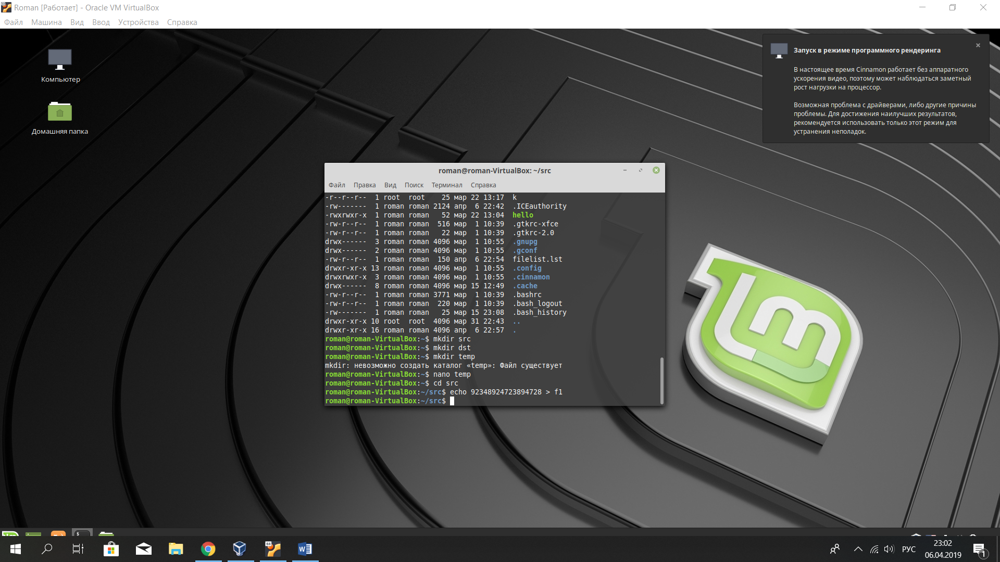 Roman [Работает] - Oracle VM VirtualBox
Файл Машина Вид Ввод Устройства Справка
Компьютер
Домашняя папка
Запуск в режиме программного рендеринга
В настоящее время Cinnamon работает без аппаратного
ускорения видео, поэтому может наблюдаться заметный
рост нагрузки на процессор.
Возможная проблема с драйверами, либо другие причины
проблемы. Для достижения наилучших результатов,
рекомендуется использовать только этот режим для
устранения неполадок.
roman@roman-VirtualBox: ~/src
Файл Правка Вид Поиск Терминал Справка
-r--r--r--  1 root  root    25 мар 22 13:17  k
-rw-------  1 roman roman 2124 апр  6 22:42  .ICEauthority
-rwxrwxr-x  1 roman roman   52 мар 22 13:04  hello
-rw-r--r--  1 roman roman  516 мар  1 10:39  .gtkrc-xfce
-rw-r--r--  1 roman roman   22 мар  1 10:39  .gtkrc-2.0
drwx------  3 roman roman 4096 мар  1 10:55  .gnupg
drwx------  2 roman roman 4096 мар  1 10:55  .gconf
-rw-r--r--  1 roman roman  150 апр  6 22:54  filelist.lst
drwxr-xr-x 13 roman roman 4096 мар  1 10:55  .config
drwxrwxr-x  3 roman roman 4096 мар  1 10:55  .cinnamon
drwx------  8 roman roman 4096 мар 15 12:49  .cache
-rw-r--r--  1 roman roman 3771 мар  1 10:39  .bashrc
-rw-r--r--  1 roman roman  220 мар  1 10:39  .bash_logout
-rw-------  1 roman roman   25 мар 15 23:08  .bash_history
drwxr-xr-x 10 root  root  4096 мар 31 22:43  ..
drwxr-xr-x 16 roman roman 4096 апр  6 22:57  .
roman@roman-VirtualBox:~$ mkdir src
roman@roman-VirtualBox:~$ mkdir dst
roman@roman-VirtualBox:~$ mkdir temp
mkdir: невозможно создать каталог «temp»: Файл существует
roman@roman-VirtualBox:~$ nano temp
roman@roman-VirtualBox:~$ cd src
roman@roman-VirtualBox:~/src$ echo 92348924723894728 > f1
roman@roman-VirtualBox:~/src$
64
W
РУС
23:02
06.04.2019
1